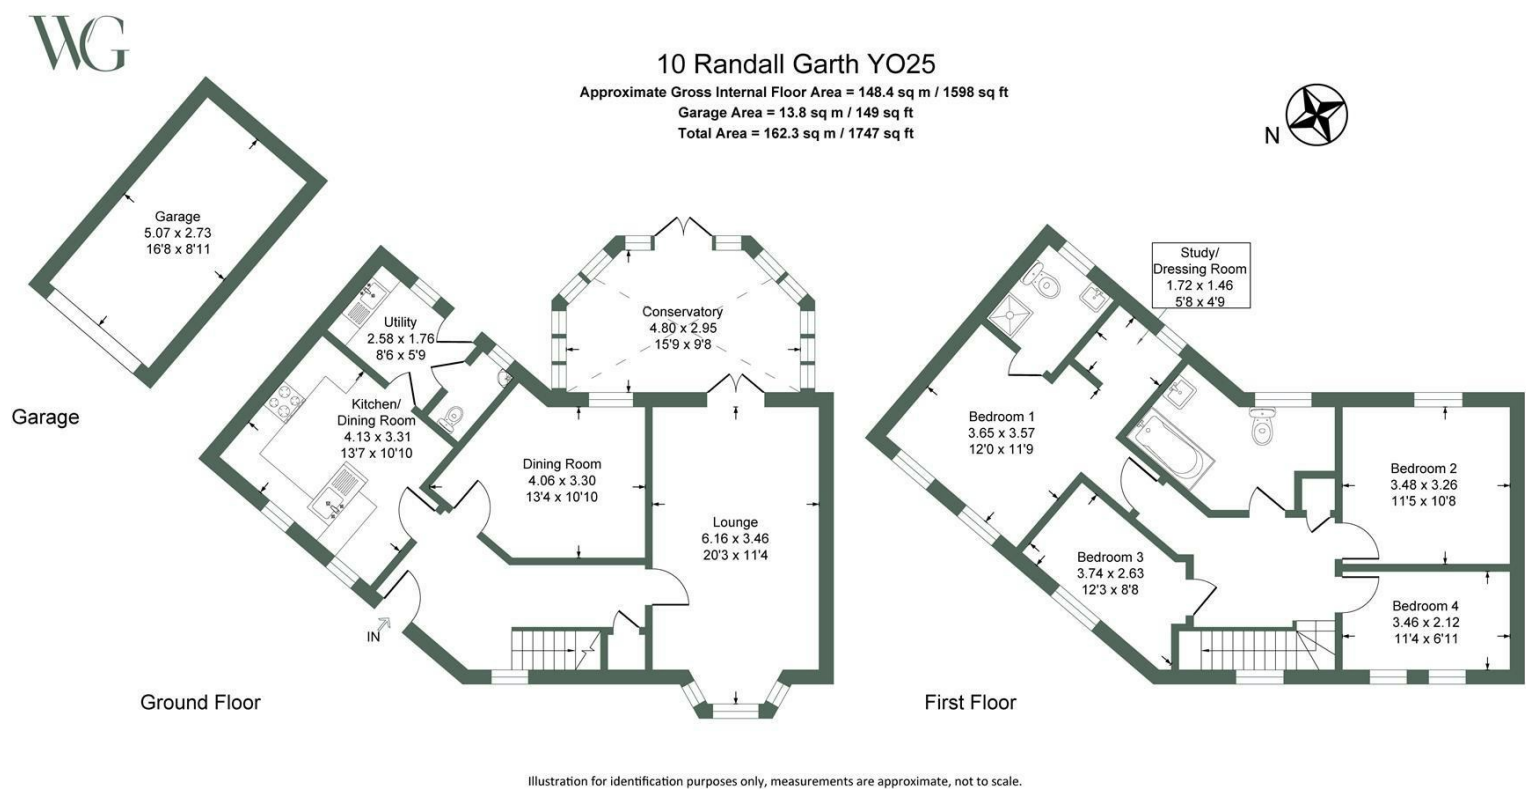 WG
10 Randall Garth YO25
Approximate Gross Internal Floor Area = 148.4 sq m / 1598 sq ft
Garage Area = 13.8 sq m / 149 sq ft
Total Area = 162.3 sq m / 1747 sq ft
N
Garage
5.07 x 2.73
16'8 x 8'11
Garage
Utility
2.58 x 1.76
8'6 x 5'9
Kitchen/
Dining Room
4.13 x 3.31
13'7 x 10'10
Conservatory
4.80 x 2.95
15'9 x 9'8
Dining Room
4.06 x 3.30
13'4 x 10'10
Lounge
6.16 x 3.46
20'3 x 11'4
IN
Ground Floor
Study/
Dressing Room
1.72 x 1.46
5'8 x 4'9
Bedroom 1
3.65 x 3.57
12'0 x 11'9
Bedroom 2
3.48 x 3.26
11'5 x 10'8
Bedroom 3
3.74 x 2.63
12'3 x 8'8
Bedroom 4
3.46 x 2.12
11'4 x 6'11
First Floor
Illustration for identification purposes only, measurements are approximate, not to scale.